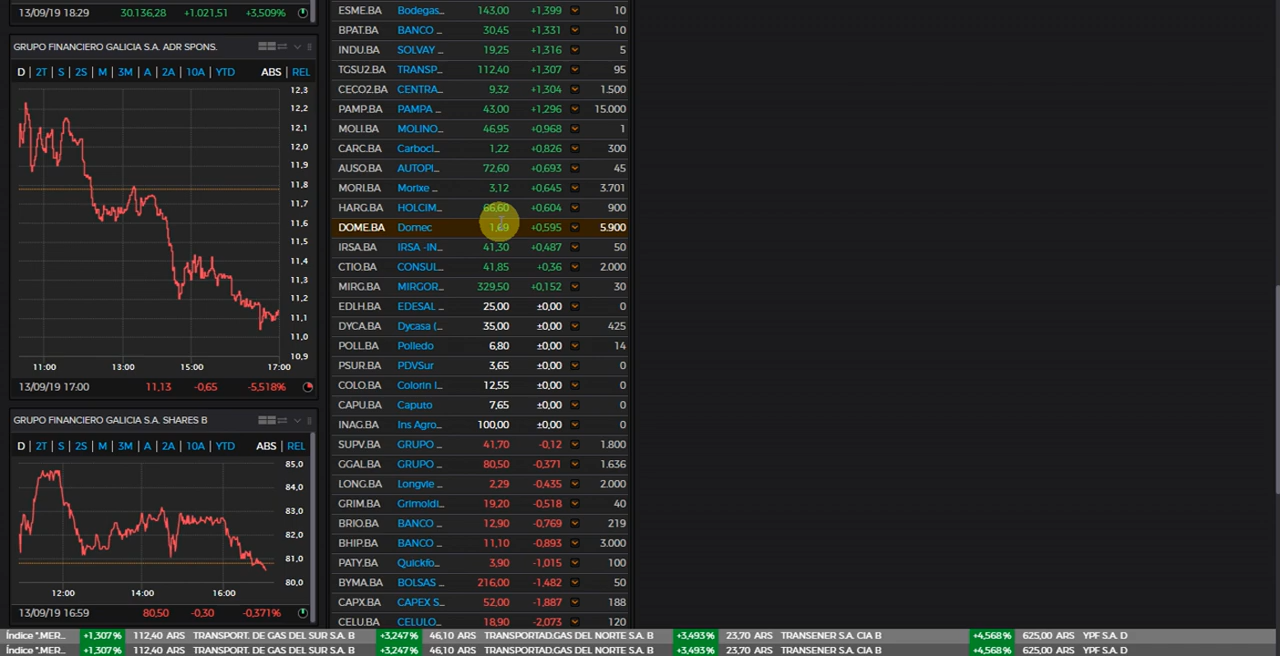 13/09/19 18:29 30.136,28 +1.021,51 +3,509%
GRUPO FINANCIERO GALICIA S.A. ADR SPONS.
D | 2T | S | 2S | M | 3M | A | 2A | 10A | YTD ABS | REL
12,3
12,2
12,1
12,0
11,9
11,8
11,6
11,5
11,4
11,3
11,2
11,1
11,0
10,9
11:00 13:00 15:00 17:00
13/09/19 17:00 11,13 -0,65 -5,518%
GRUPO FINANCIERO GALICIA S.A. SHARES B
D | 2T | S | 2S | M | 3M | A | 2A | 10A | YTD ABS | REL
85,0
84,0
83,0
82,0
81,0
80,0
12:00 14:00 16:00
13/09/19 16:59 80,50 -0,30 -0,371%
ESME.BA Bodegas... 143,00 +1,399 10
BPAT.BA BANCO ... 30,45 +1,331 10
INDU.BA SOLVAY ... 19,25 +1,316 5
TGSU2.BA TRANSP... 112,40 +1,307 95
CECO2.BA CENTRA... 9,32 +1,304 1.500
PAMP.BA PAMPA ... 43,00 +1,296 15.000
MOLI.BA MOLINO... 46,95 +0,968 1
CARC.BA Carbocl... 1,22 +0,826 300
AUSO.BA AUTOPI... 72,60 +0,693 45
MORI.BA Morixe ... 3,12 +0,645 3.701
HARG.BA HOLCIM... 66,60 +0,604 900
DOME.BA Domec 1,69 +0,595 5.900
IRSA.BA IRSA -IN... 41,30 +0,487 50
CTIO.BA CONSUL... 41,85 +0,36 2.000
MIRG.BA MIRGOR... 329,50 +0,152 30
EDLH.BA EDESAL ... 25,00 ±0,00 0
DYCA.BA Dycasa (... 35,00 ±0,00 425
POLL.BA Polledo 6,80 ±0,00 14
PSUR.BA PDVSur 3,65 ±0,00 0
COLO.BA Colorin I... 12,55 ±0,00 0
CAPU.BA Caputo 7,65 ±0,00 0
INAG.BA Ins Agro... 100,00 ±0,00 0
SUPV.BA GRUPO ... 41,70 -0,12 1.800
GGAL.BA GRUPO ... 80,50 -0,371 1.636
LONG.BA Longvie ... 2,29 -0,435 2.000
GRIM.BA Grimoldi... 19,20 -0,518 40
BRIO.BA BANCO ... 12,90 -0,769 219
BHIP.BA BANCO ... 11,10 -0,893 3.000
PATY.BA Quickfo... 3,90 -1,015 100
BYMA.BA BOLSAS ... 216,00 -1,482 50
CAPX.BA CAPEX S... 52,00 -1,887 188
CELU.BA CELULO... 18,90 -2,073 120
Índice ".MER... +1,307% 112,40 ARS TRANSPORT. DE GAS DEL SUR S.A. B +3,247% 46,10 ARS TRANSPORTAD.GAS DEL NORTE S.A. B +3,493% 23,70 ARS TRANSENER S.A. CIA B +4,568% 625,00 ARS YPF S.A. D
Índice ".MER... +1,307% 112,40 ARS TRANSPORT. DE GAS DEL SUR S.A. B +3,247% 46,10 ARS TRANSPORTAD.GAS DEL NORTE S.A. B +3,493% 23,70 ARS TRANSENER S.A. CIA B +4,568% 625,00 ARS YPF S.A. D